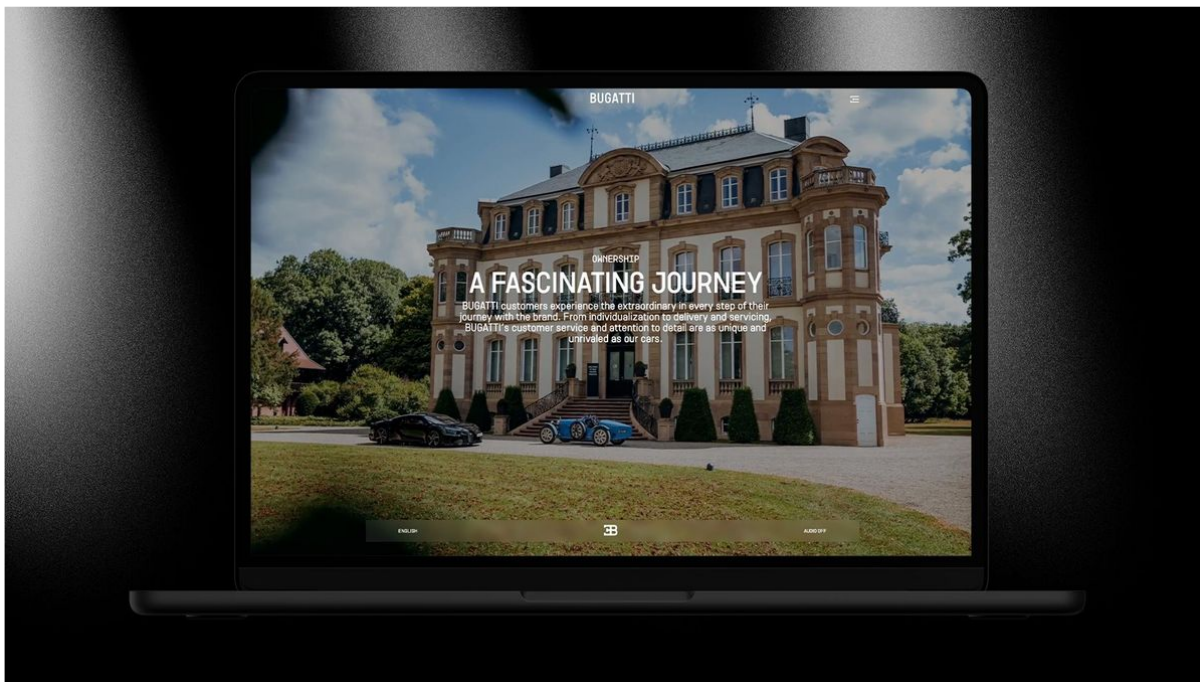 BUGATTI
OWNERSHIP
A FASCINATING JOURNEY
BUGATTI customers experience the extraordinary in every step of their
journey with the brand. From individualization to delivery and servicing,
BUGATTI's customer service and attention to detail are as unique and
unrivaled as our cars.
ENGLISH
EB
AUDIO OFF